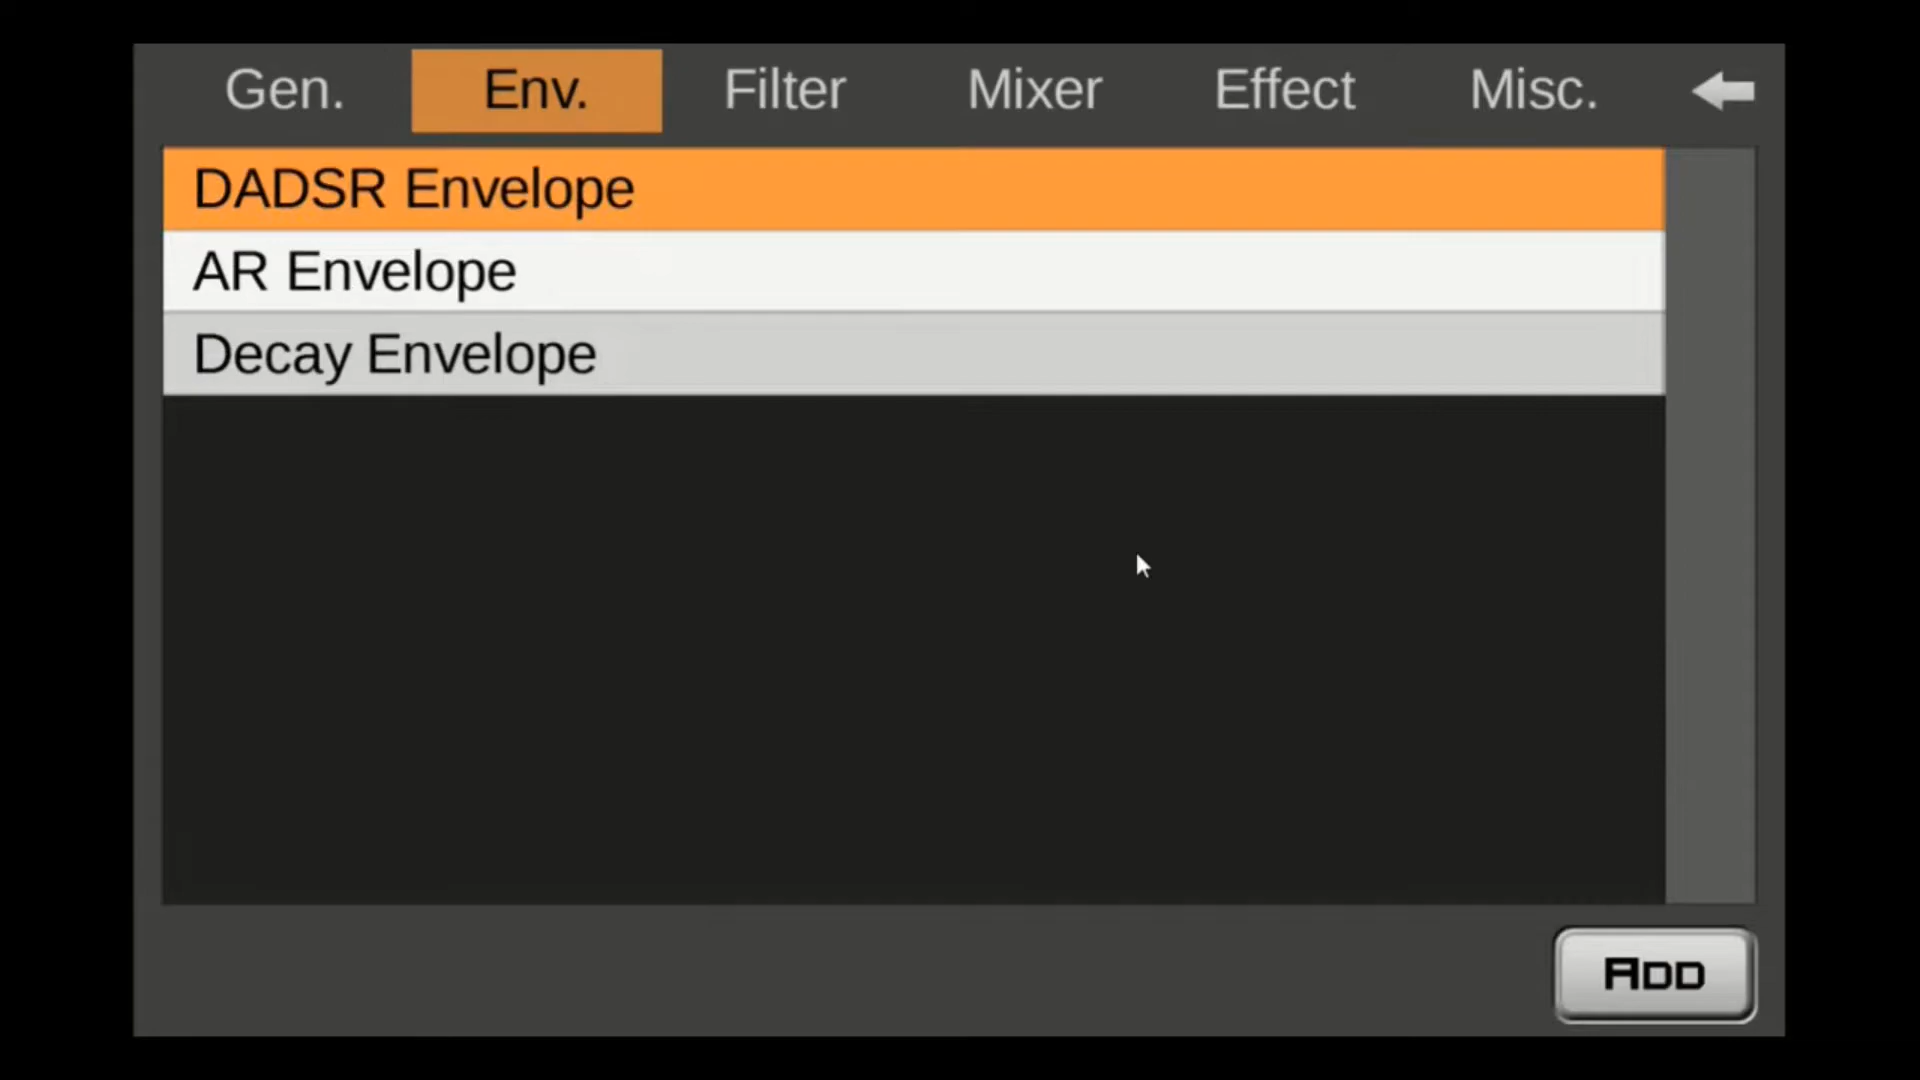 Gen. Env. Filter Mixer Effect Misc.
DADSR Envelope
AR Envelope
Decay Envelope
ADD